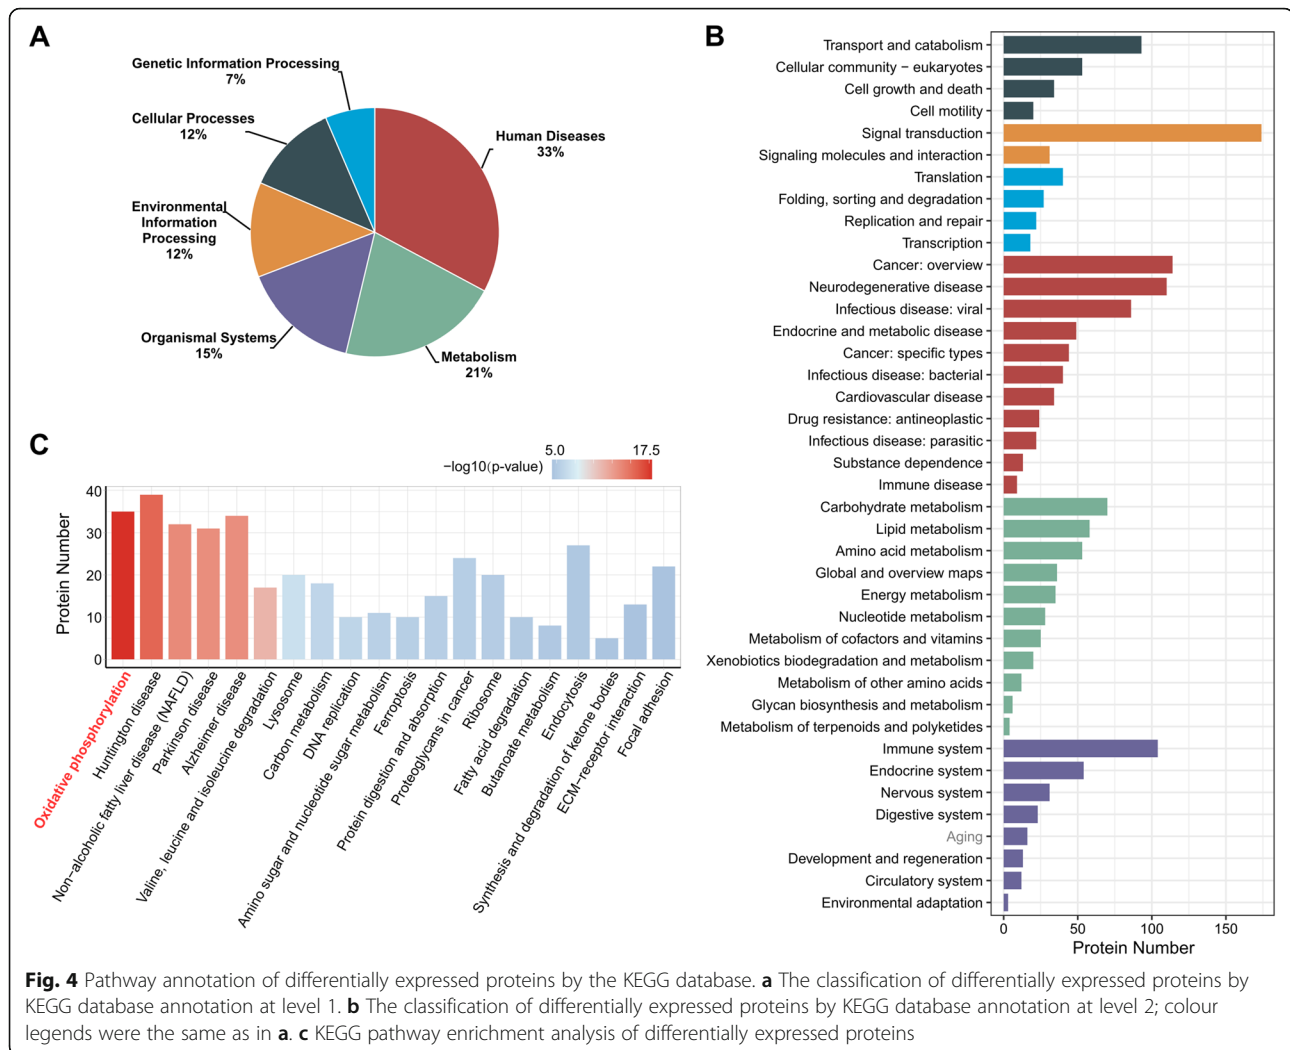 A
Genetic Information Processing
7%
Cellular Processes
12%
Environmental
Information
Processing
12%
Organismal Systems
15%
Human Diseases
33%
Metabolism
21%
B
Transport and catabolism
Cellular community − eukaryotes
Cell growth and death
Cell motility
Signal transduction
Signaling molecules and interaction
Translation
Folding, sorting and degradation
Replication and repair
Transcription
Cancer: overview
Neurodegenerative disease
Infectious disease: viral
Endocrine and metabolic disease
Cancer: specific types
Infectious disease: bacterial
Cardiovascular disease
Drug resistance: antineoplastic
Infectious disease: parasitic
Substance dependence
Immune disease
Carbohydrate metabolism
Lipid metabolism
Amino acid metabolism
Global and overview maps
Energy metabolism
Nucleotide metabolism
Metabolism of cofactors and vitamins
Xenobiotics biodegradation and metabolism
Metabolism of other amino acids
Glycan biosynthesis and metabolism
Metabolism of terpenoids and polyketides
Immune system
Endocrine system
Nervous system
Digestive system
Aging
Development and regeneration
Circulatory system
Environmental adaptation
0 50 100 150
Protein Number
C
5.0 17.5
−log10(p-value)
Protein Number
40
30
20
10
0
Oxidative phosphorylation
Huntington disease
Non−alcoholic fatty liver disease (NAFLD)
Parkinson disease
Alzheimer disease
Valine, leucine and isoleucine degradation
Lysosome
Carbon metabolism
DNA replication
Amino sugar and nucleotide sugar metabolism
Ferroptosis
Protein digestion and absorption
Proteoglycans in cancer
Ribosome
Fatty acid degradation
Butanoate metabolism
Endocytosis
Synthesis and degradation of ketone bodies
ECM−receptor interaction
Focal adhesion
Fig. 4 Pathway annotation of differentially expressed proteins by the KEGG database. a The classification of differentially expressed proteins by
KEGG database annotation at level 1. b The classification of differentially expressed proteins by KEGG database annotation at level 2; colour
legends were the same as in a. c KEGG pathway enrichment analysis of differentially expressed proteins